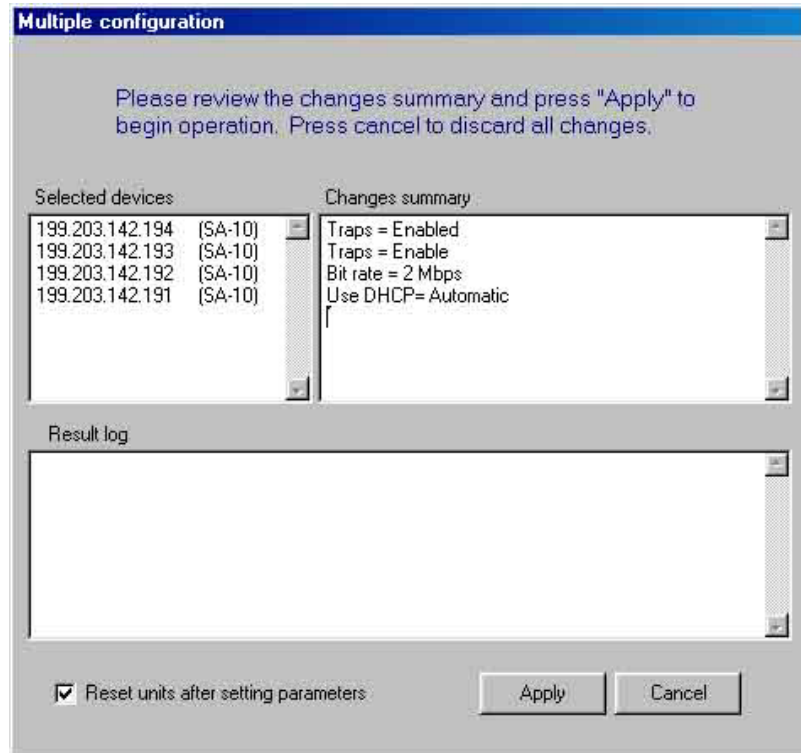 Multiple configuration
Please review the changes summary and press "Apply" to
begin operation. Press cancel to discard all changes.
Selected devices
199.203.142.194 (SA-10)
199.203.142.193 (SA-10)
199.203.142.192 (SA-10)
199.203.142.191 (SA-10)
Changes summary
Traps = Enabled
Traps = Enable
Bit rate = 2 Mbps
Use DHCP= Automatic
Result log
Reset units after setting parameters
Apply
Cancel